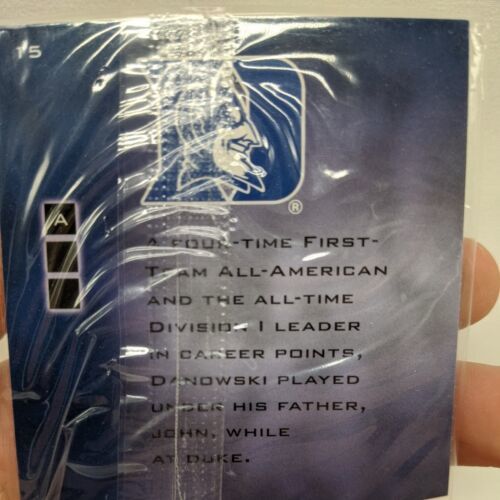 15
®
A
A FOUR-TIME FIRST-
TEAM ALL-AMERICAN
AND THE ALL-TIME
DIVISION I LEADER
IN CAREER POINTS,
DANOWSKI PLAYED
UNDER HIS FATHER,
JOHN, WHILE
AT DUKE.